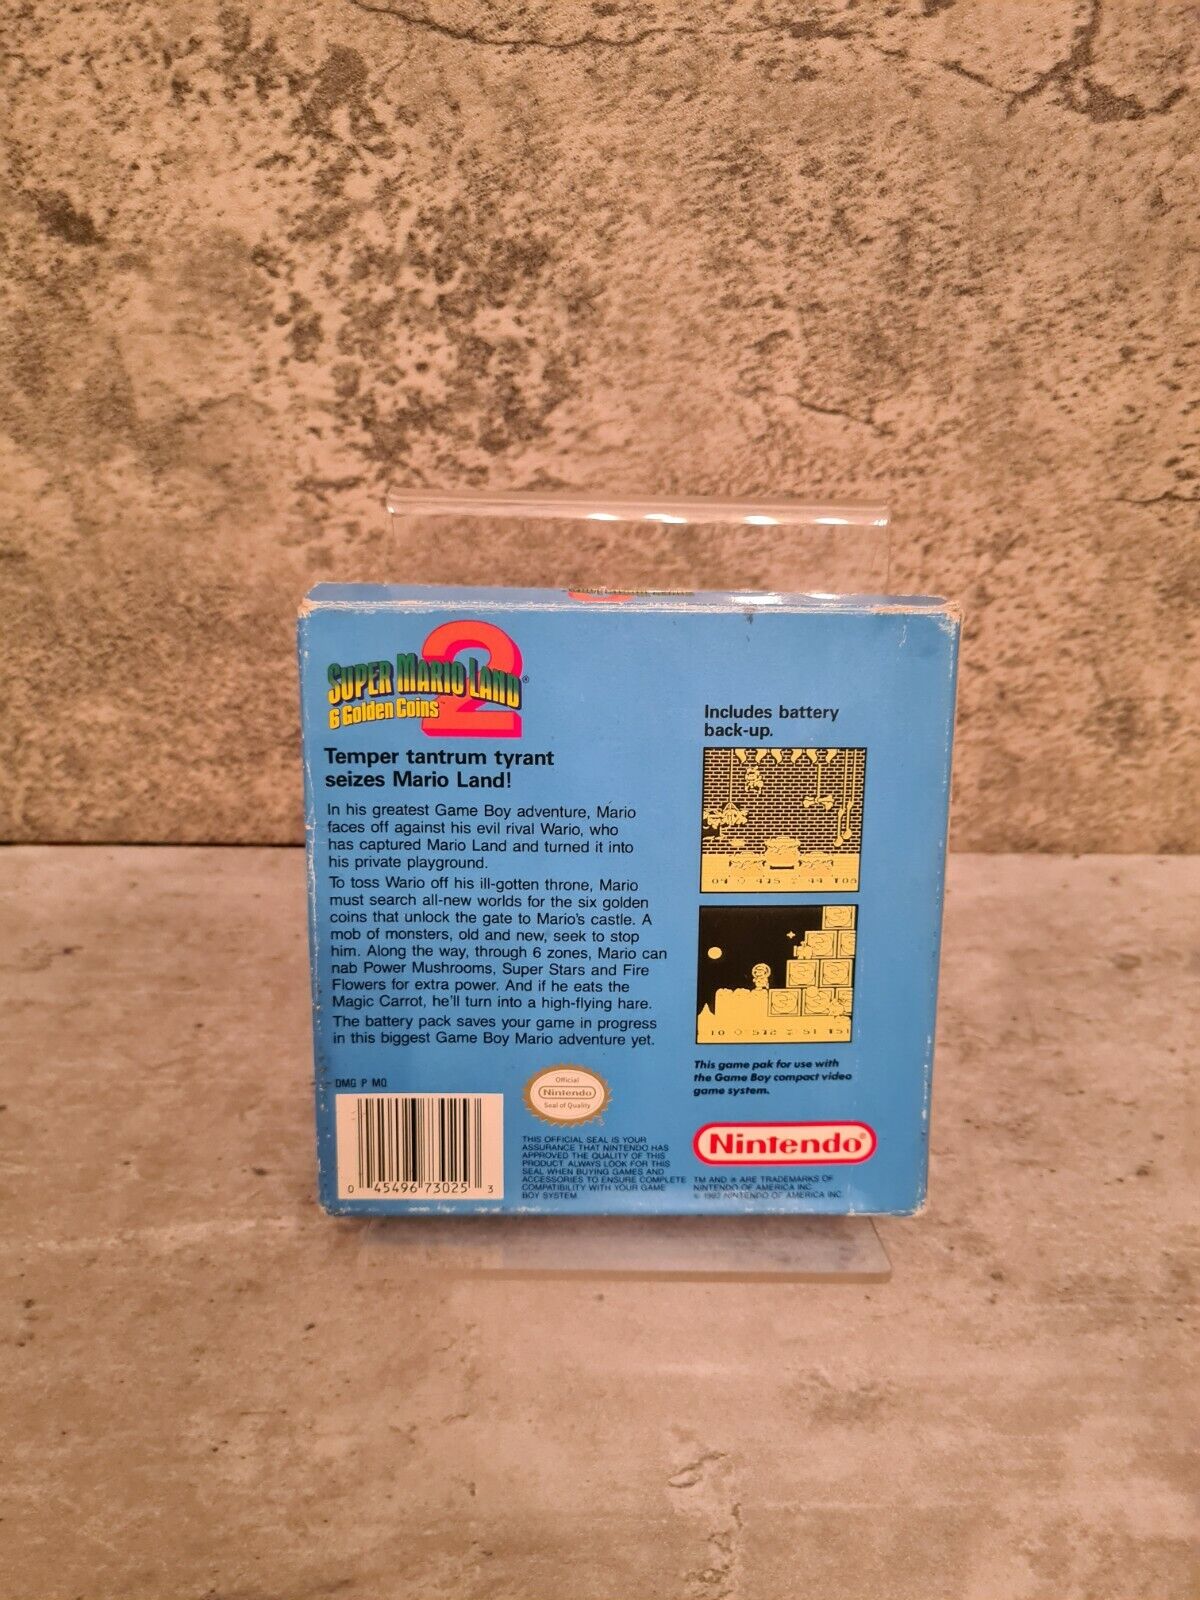 SUPER MARIO LAND® 2
6 Golden Coins™
Temper tantrum tyrant
seizes Mario Land!
In his greatest Game Boy adventure, Mario
faces off against his evil rival Wario, who
has captured Mario Land and turned it into
his private playground.
To toss Wario off his ill-gotten throne, Mario
must search all-new worlds for the six golden
coins that unlock the gate to Mario's castle. A
mob of monsters, old and new, seek to stop
him. Along the way, through 6 zones, Mario can
nab Power Mushrooms, Super Stars and Fire
Flowers for extra power. And if he eats the
Magic Carrot, he'll turn into a high-flying hare.
The battery pack saves your game in progress
in this biggest Game Boy Mario adventure yet.
DMG P MQ
0 45496 73025 3
Official
Nintendo
Seal of Quality
THIS OFFICIAL SEAL IS YOUR
ASSURANCE THAT NINTENDO HAS
APPROVED THE QUALITY OF THIS
PRODUCT. ALWAYS LOOK FOR THIS
SEAL WHEN BUYING GAMES AND
ACCESSORIES TO ENSURE COMPLETE
COMPATIBILITY WITH YOUR GAME
BOY SYSTEM.
Includes battery
back-up.
This game pak for use with
the Game Boy compact video
game system.
Nintendo®
TM AND ® ARE TRADEMARKS OF
NINTENDO OF AMERICA INC.
© 1992 NINTENDO OF AMERICA INC.